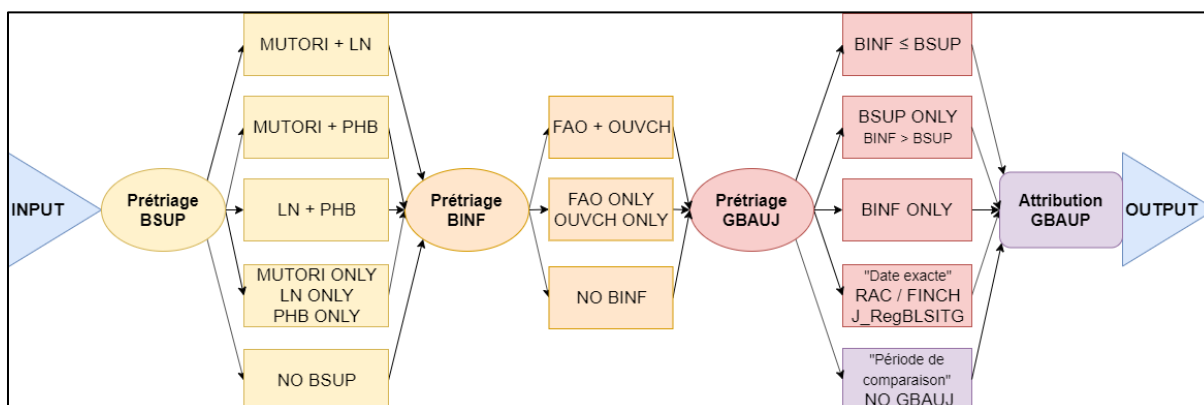 INPUT
Prétriage
BSUP
MUTORI + LN
MUTORI + PHB
LN + PHB
MUTORI ONLY
LN ONLY
PHB ONLY
NO BSUP
Prétriage
BINF
FAO + OUVCH
FAO ONLY
OUVCH ONLY
NO BINF
Prétriage
GBAUJ
BINF ≤ BSUP
BSUP ONLY
BINF > BSUP
BINF ONLY
"Date exacte"
RAC / FINCH
J_RegBLSITG
"Période de
comparaison"
NO GBAUJ
Attribution
GBAUP
OUTPUT